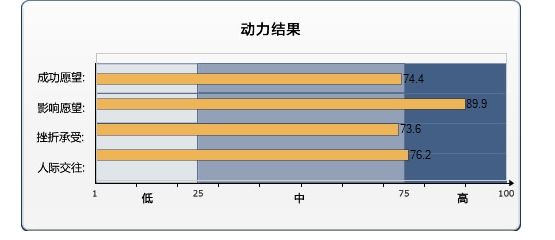 动力结果
成功愿望: 74.4
影响愿望: 89.9
挫折承受: 73.6
人际交往: 76.2
1 25 75 100
低 中 高